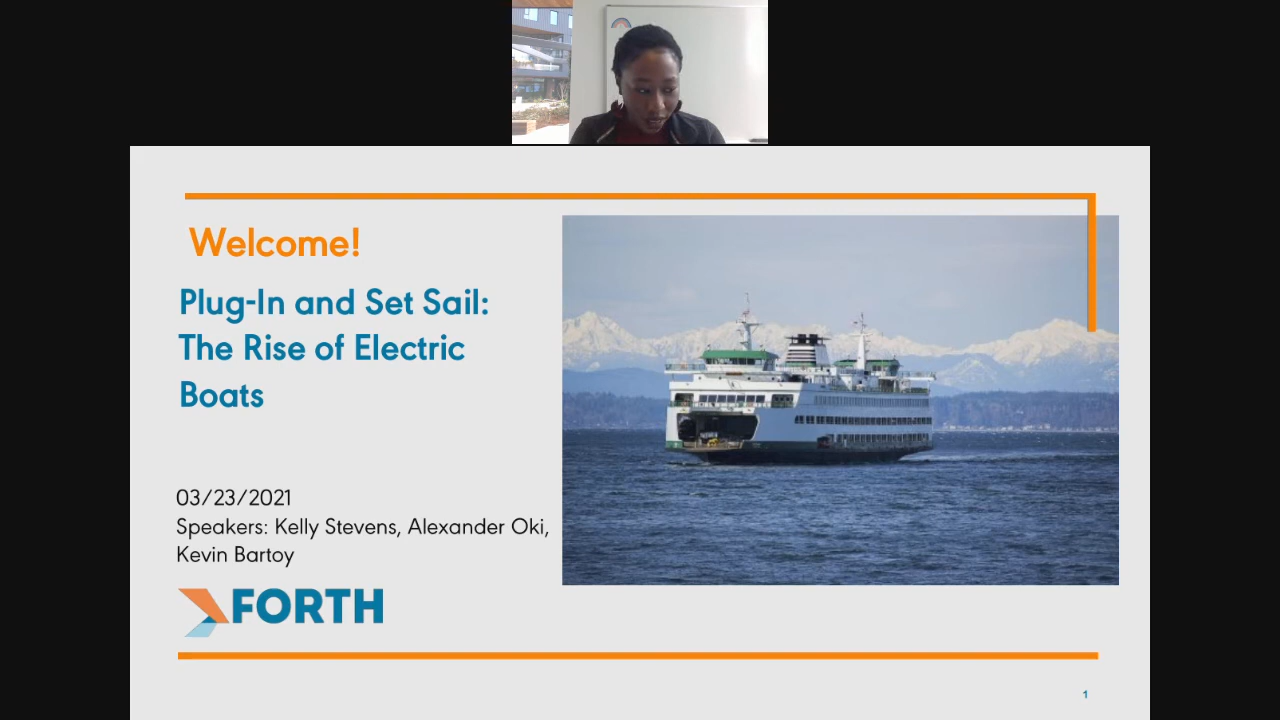 Welcome!
Plug-In and Set Sail:
The Rise of Electric
Boats
03/23/2021
Speakers: Kelly Stevens, Alexander Oki,
Kevin Bartoy
FORTH
1